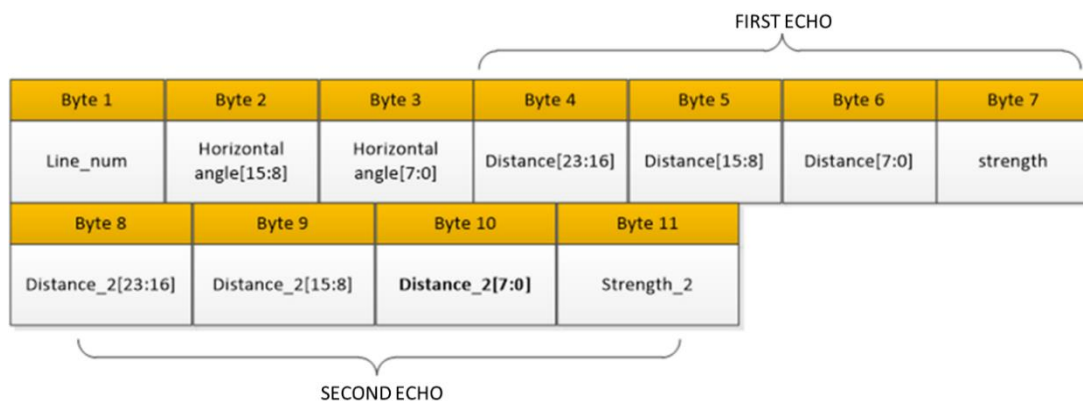 FIRST ECHO
Byte 1 Byte 2 Byte 3 Byte 4 Byte 5 Byte 6 Byte 7
Line_num Horizontal angle[15:8] Horizontal angle[7:0] Distance[23:16] Distance[15:8] Distance[7:0] strength
Byte 8 Byte 9 Byte 10 Byte 11
Distance_2[23:16] Distance_2[15:8] Distance_2[7:0] Strength_2
SECOND ECHO